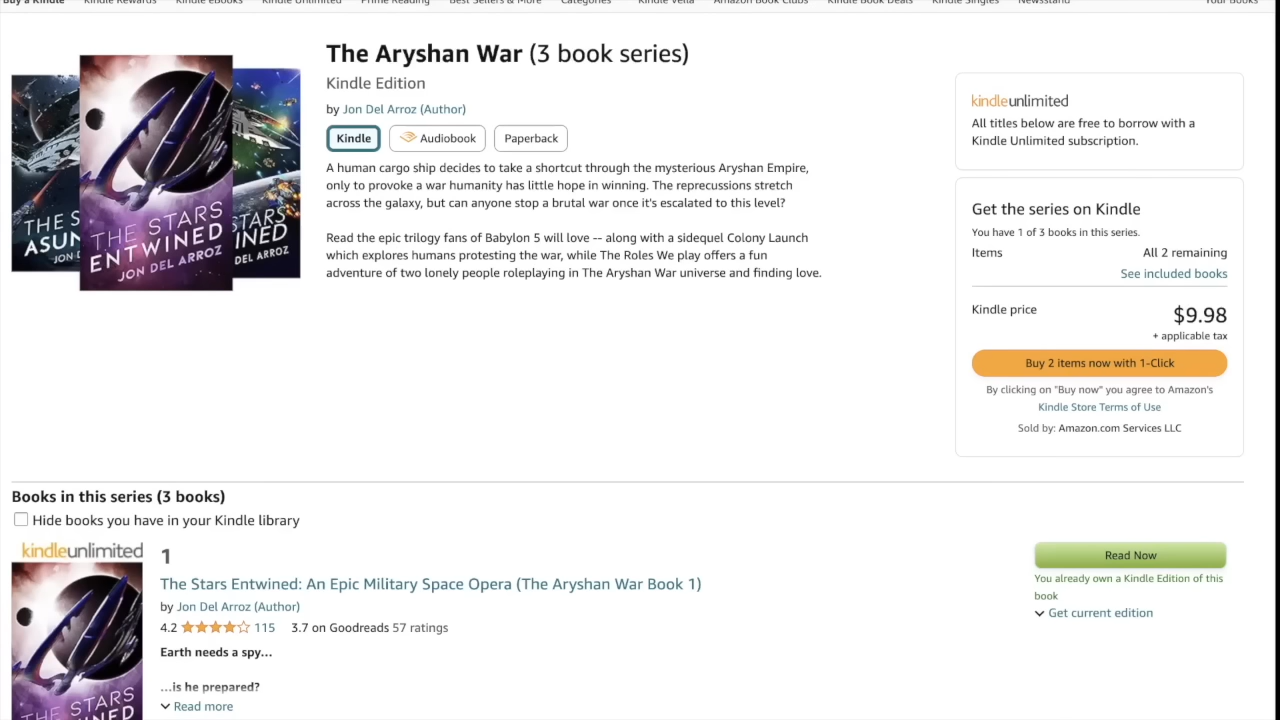 Buy a Kindle Kindle Rewards Kindle eBooks Kindle Unlimited Prime Reading Best Sellers & More Categories Kindle Vella Amazon Book Clubs Kindle Book Deals Kindle Singles Newsstand Your Books
The Aryshan War (3 book series)
Kindle Edition
by Jon Del Arroz (Author)
Kindle Audiobook Paperback
A human cargo ship decides to take a shortcut through the mysterious Aryshan Empire,
only to provoke a war humanity has little hope in winning. The reprecussions stretch
across the galaxy, but can anyone stop a brutal war once it's escalated to this level?
Read the epic trilogy fans of Babylon 5 will love -- along with a sidequel Colony Launch
which explores humans protesting the war, while The Roles We play offers a fun
adventure of two lonely people roleplaying in The Aryshan War universe and finding love.
THE S
ASUN
JON D
THE STARS
ENTWINED
JON DEL ARROZ
STARS
INED
DEL ARROZ
kindleunlimited
All titles below are free to borrow with a
Kindle Unlimited subscription.
Get the series on Kindle
You have 1 of 3 books in this series.
Items All 2 remaining
See included books
Kindle price $9.98
+ applicable tax
Buy 2 items now with 1-Click
By clicking on "Buy now" you agree to Amazon's
Kindle Store Terms of Use
Sold by: Amazon.com Services LLC
Books in this series (3 books)
Hide books you have in your Kindle library
kindleunlimited
THE STARS
WINED
1
The Stars Entwined: An Epic Military Space Opera (The Aryshan War Book 1)
by Jon Del Arroz (Author)
4.2 115 3.7 on Goodreads 57 ratings
Earth needs a spy...
...is he prepared?
Read more
Read Now
You already own a Kindle Edition of this
book
Get current edition